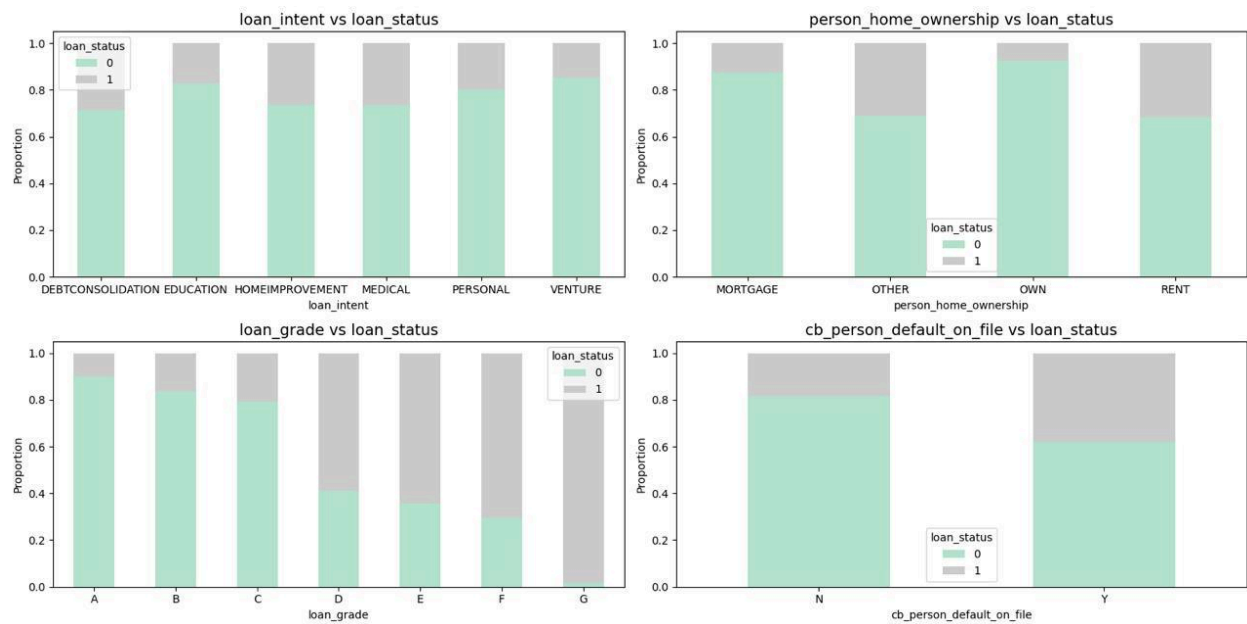 loan_intent vs loan_status
loan_status
0
1
Proportion
1.0
0.8
0.6
0.4
0.2
0.0
DEBTCONSOLIDATION EDUCATION HOMEIMPROVEMENT MEDICAL PERSONAL VENTURE
loan_intent
person_home_ownership vs loan_status
Proportion
1.0
0.8
0.6
0.4
0.2
0.0
loan_status
0
1
MORTGAGE OTHER OWN RENT
person_home_ownership
loan_grade vs loan_status
loan_status
0
1
Proportion
1.0
0.8
0.6
0.4
0.2
0.0
A B C D E F G
loan_grade
cb_person_default_on_file vs loan_status
Proportion
1.0
0.8
0.6
0.4
0.2
0.0
loan_status
0
1
N Y
cb_person_default_on_file